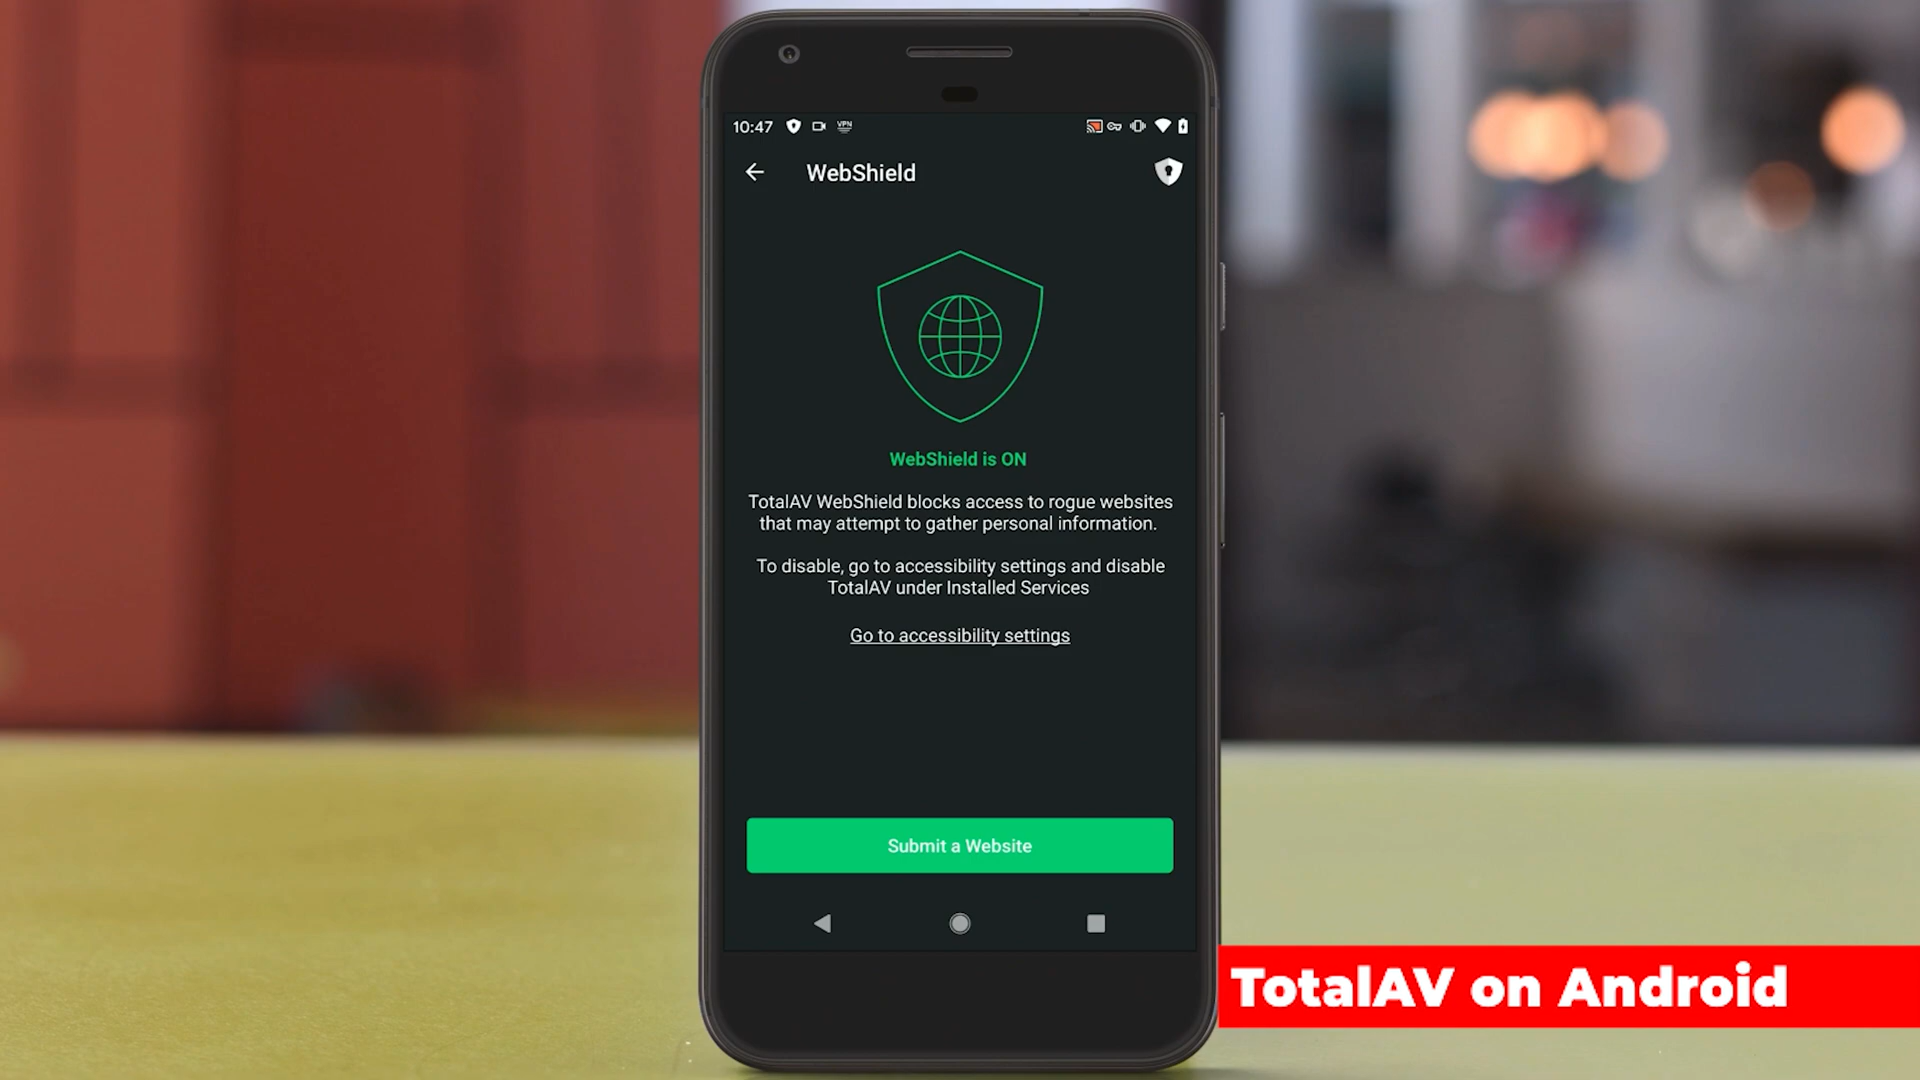 10:47
VPN
WebShield
WebShield is ON
TotalAV WebShield blocks access to rogue websites
that may attempt to gather personal information.
To disable, go to accessibility settings and disable
TotalAV under Installed Services
Go to accessibility settings
Submit a Website
TotalAV on Android